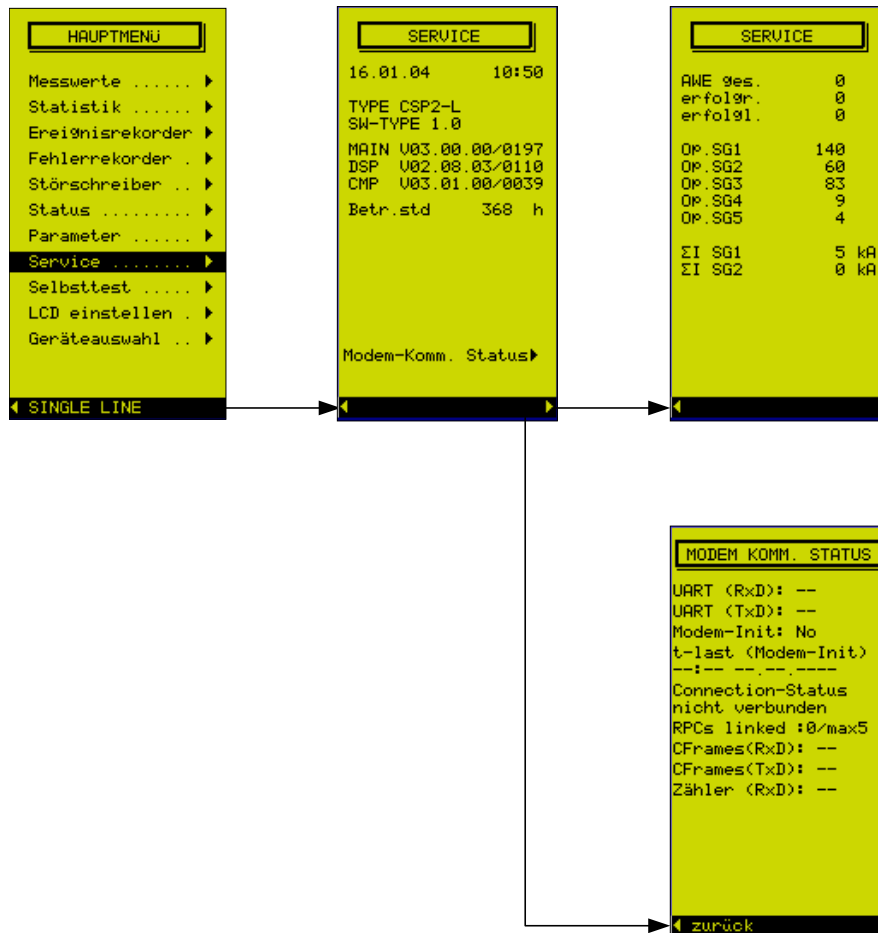 HAUPTMENÜ
Messwerte ......
Statistik ......
Ereignisrekorder
Fehlerrekorder .
Störschreiber ..
Status .........
Parameter ......
Service ........
Selbsttest .....
LCD einstellen .
Geräteauswahl ..
SINGLE LINE
SERVICE
16.01.04 10:50
TYPE CSP2-L
SW-TYPE 1.0
MAIN V03.00.00/0197
DSP V02.08.03/0110
CMP V03.01.00/0039
Betr.std 368 h
Modem-Komm. Status
SERVICE
AWE ges. 0
erfolgr. 0
erfolgl. 0
Op.SG1 140
Op.SG2 60
Op.SG3 83
Op.SG4 9
Op.SG5 4
ΣI SG1 5 kA
ΣI SG2 0 kA
MODEM KOMM. STATUS
UART (RxD): --
UART (TxD): --
Modem-Init: No
t-last (Modem-Init)
--:-- --.--.----
Connection-Status
nicht verbunden
RPCs linked :0/max5
CFrames(RxD): --
CFrames(TxD): --
Zähler (RxD): --
zurück